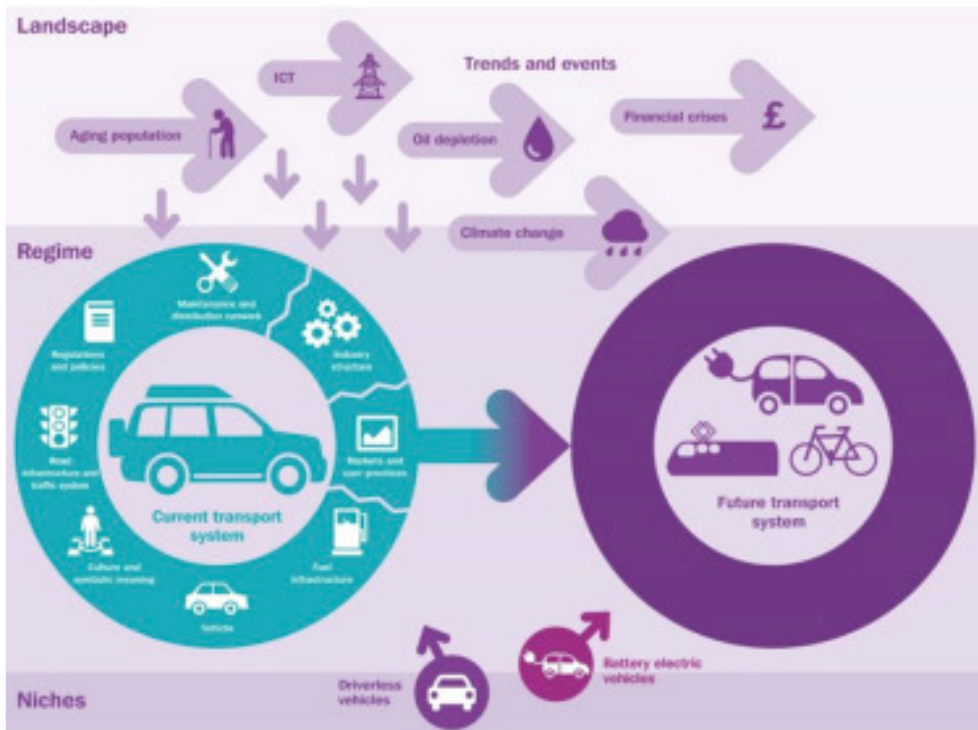 Landscape
ICT
Trends and events
Aging population
Oil depletion
Financial crises
£
Climate change
Regime
Maintenance and
distribution network
Regulations
and policies
Industry
structure
Road
infrastructure and
traffic system
Markets and
user practices
Current transport
system
Culture and
symbolic meaning
Fuel
infrastructure
Vehicle
Future transport
system
Driverless
vehicles
Battery electric
vehicles
Niches